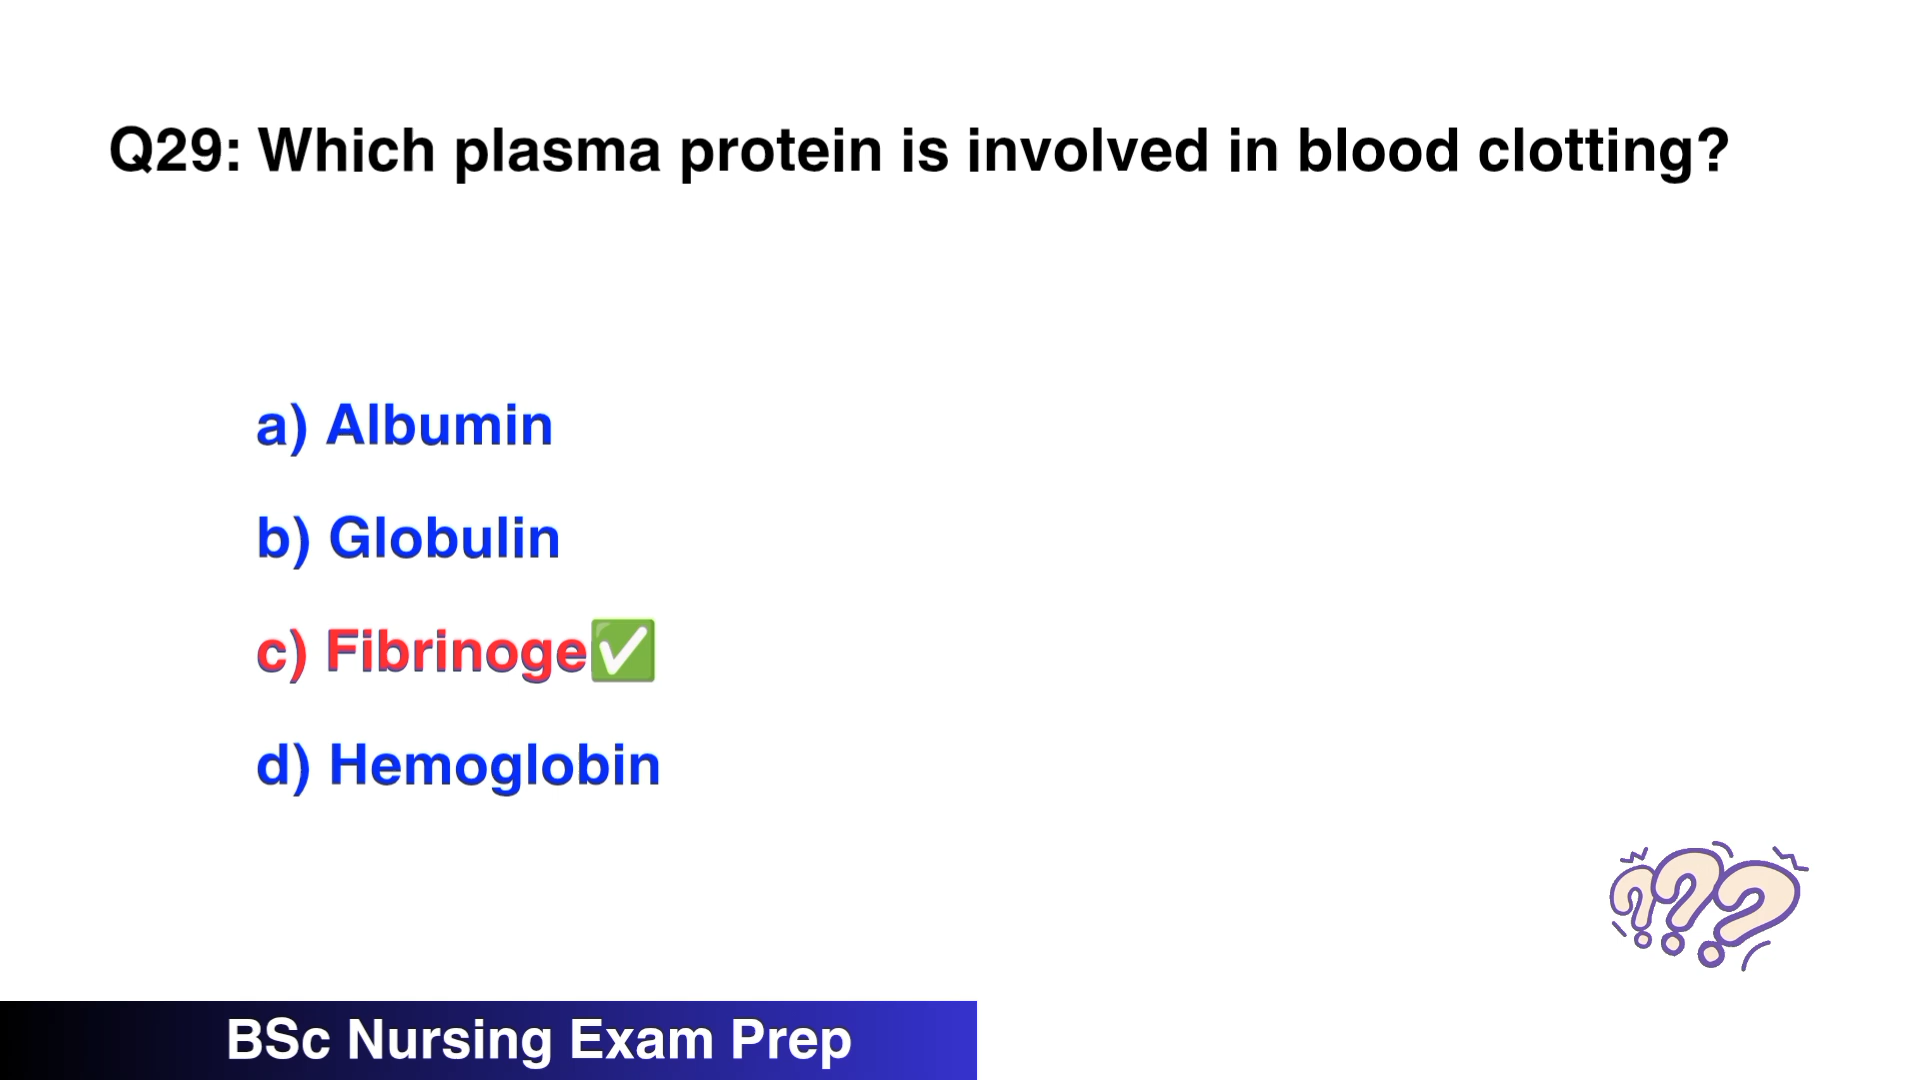 Q29: Which plasma protein is involved in blood clotting?
a) Albumin
b) Globulin
c) Fibrinoge✅
d) Hemoglobin
BSc Nursing Exam Prep